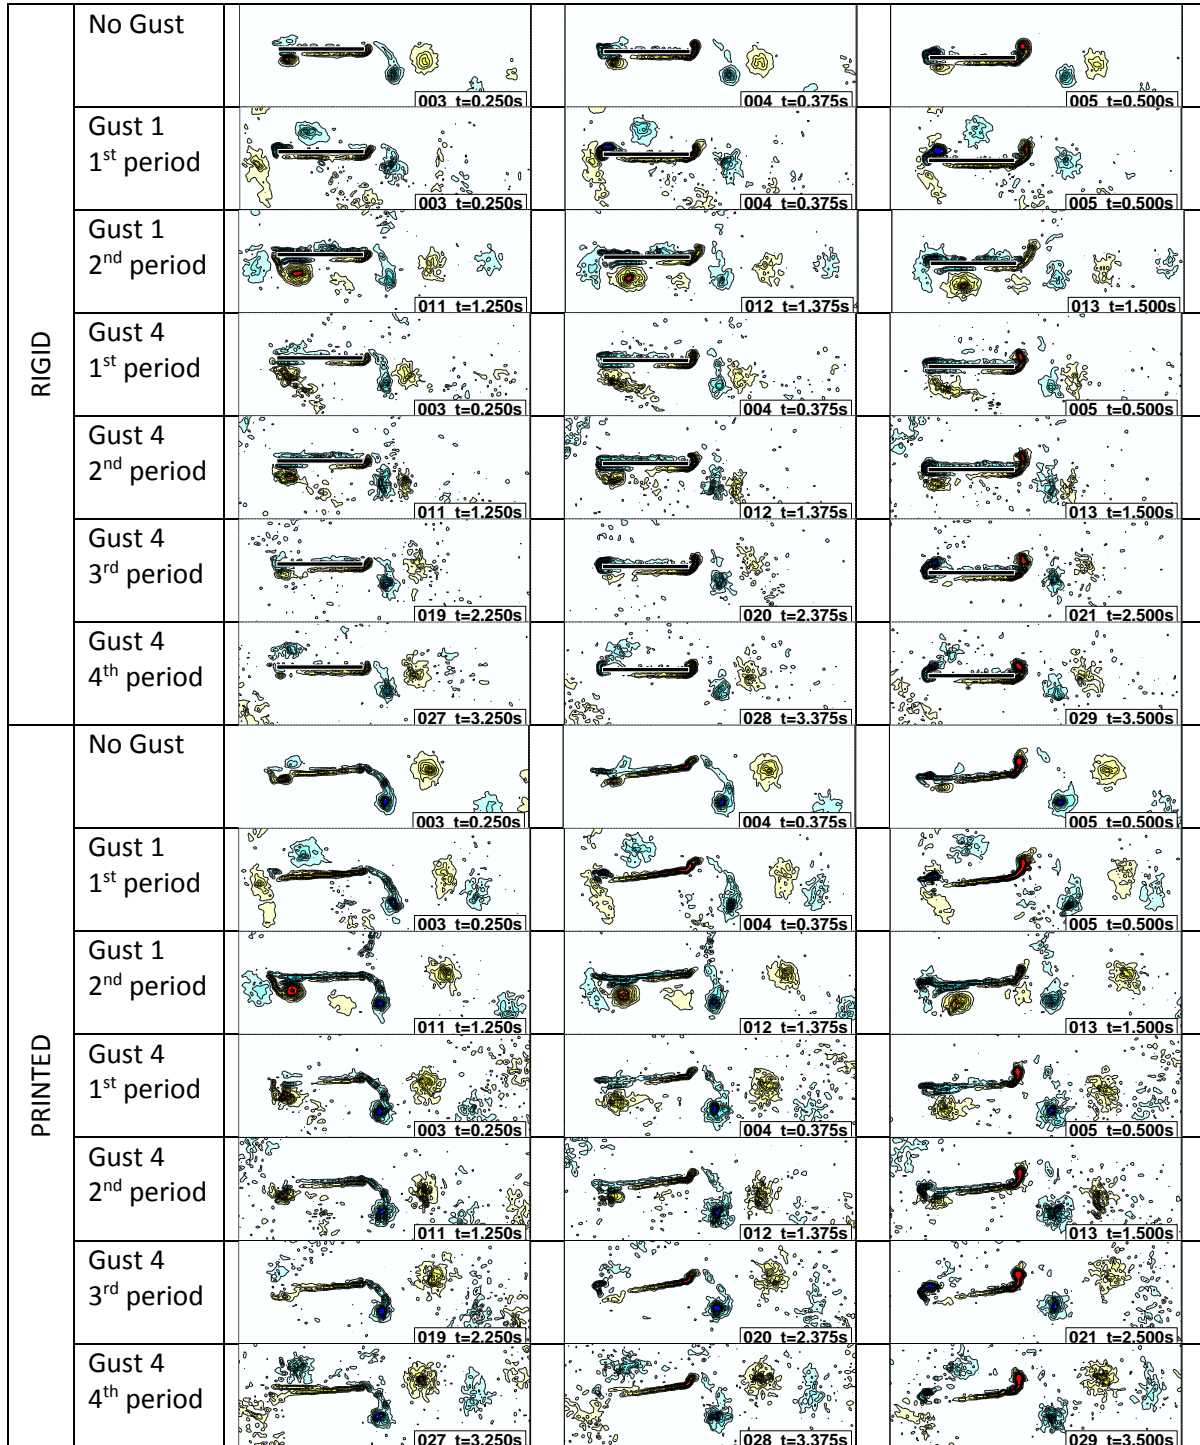 RIGID
No Gust
003 t=0.250s
004 t=0.375s
005 t=0.500s
Gust 1
1st period
003 t=0.250s
004 t=0.375s
005 t=0.500s
Gust 1
2nd period
011 t=1.250s
012 t=1.375s
013 t=1.500s
Gust 4
1st period
003 t=0.250s
004 t=0.375s
005 t=0.500s
Gust 4
2nd period
011 t=1.250s
012 t=1.375s
013 t=1.500s
Gust 4
3rd period
019 t=2.250s
020 t=2.375s
021 t=2.500s
Gust 4
4th period
027 t=3.250s
028 t=3.375s
029 t=3.500s
PRINTED
No Gust
003 t=0.250s
004 t=0.375s
005 t=0.500s
Gust 1
1st period
003 t=0.250s
004 t=0.375s
005 t=0.500s
Gust 1
2nd period
011 t=1.250s
012 t=1.375s
013 t=1.500s
Gust 4
1st period
003 t=0.250s
004 t=0.375s
005 t=0.500s
Gust 4
2nd period
011 t=1.250s
012 t=1.375s
013 t=1.500s
Gust 4
3rd period
019 t=2.250s
020 t=2.375s
021 t=2.500s
Gust 4
4th period
027 t=3.250s
028 t=3.375s
029 t=3.500s